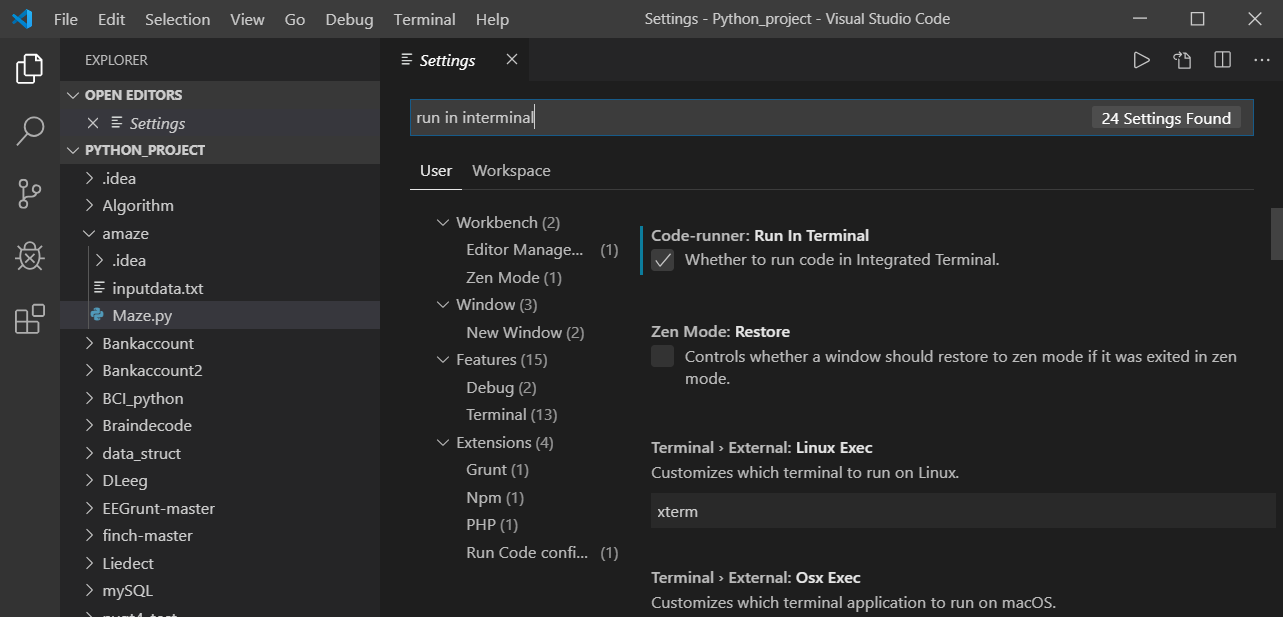 File Edit Selection View Go Debug Terminal Help
Settings - Python_project - Visual Studio Code
EXPLORER
OPEN EDITORS
Settings
PYTHON_PROJECT
.idea
Algorithm
amaze
.idea
inputdata.txt
Maze.py
Bankaccount
Bankaccount2
BCI_python
Braindecode
data_struct
DLeeg
EEGrunt-master
finch-master
Liedect
mySQL
Settings
run in interminal
24 Settings Found
User Workspace
Workbench (2)
Editor Manage... (1)
Zen Mode (1)
Window (3)
New Window (2)
Features (15)
Debug (2)
Terminal (13)
Extensions (4)
Grunt (1)
Npm (1)
PHP (1)
Run Code confi... (1)
Code-runner: Run In Terminal
Whether to run code in Integrated Terminal.
Zen Mode: Restore
Controls whether a window should restore to zen mode if it was exited in zen
mode.
Terminal › External: Linux Exec
Customizes which terminal to run on Linux.
xterm
Terminal › External: Osx Exec
Customizes which terminal application to run on macOS.